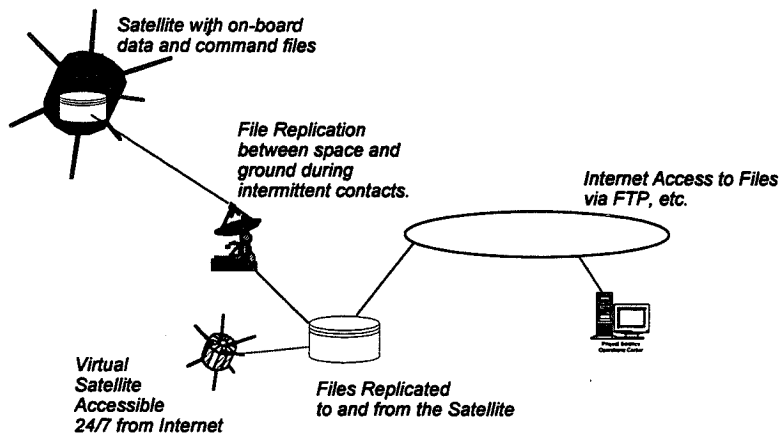 Satellite with on-board
data and command files
File Replication
between space and
ground during
intermittent contacts.
Internet Access to Files
via FTP, etc.
Operations Center
Virtual
Satellite
Accessible
24/7 from Internet
Files Replicated
to and from the Satellite